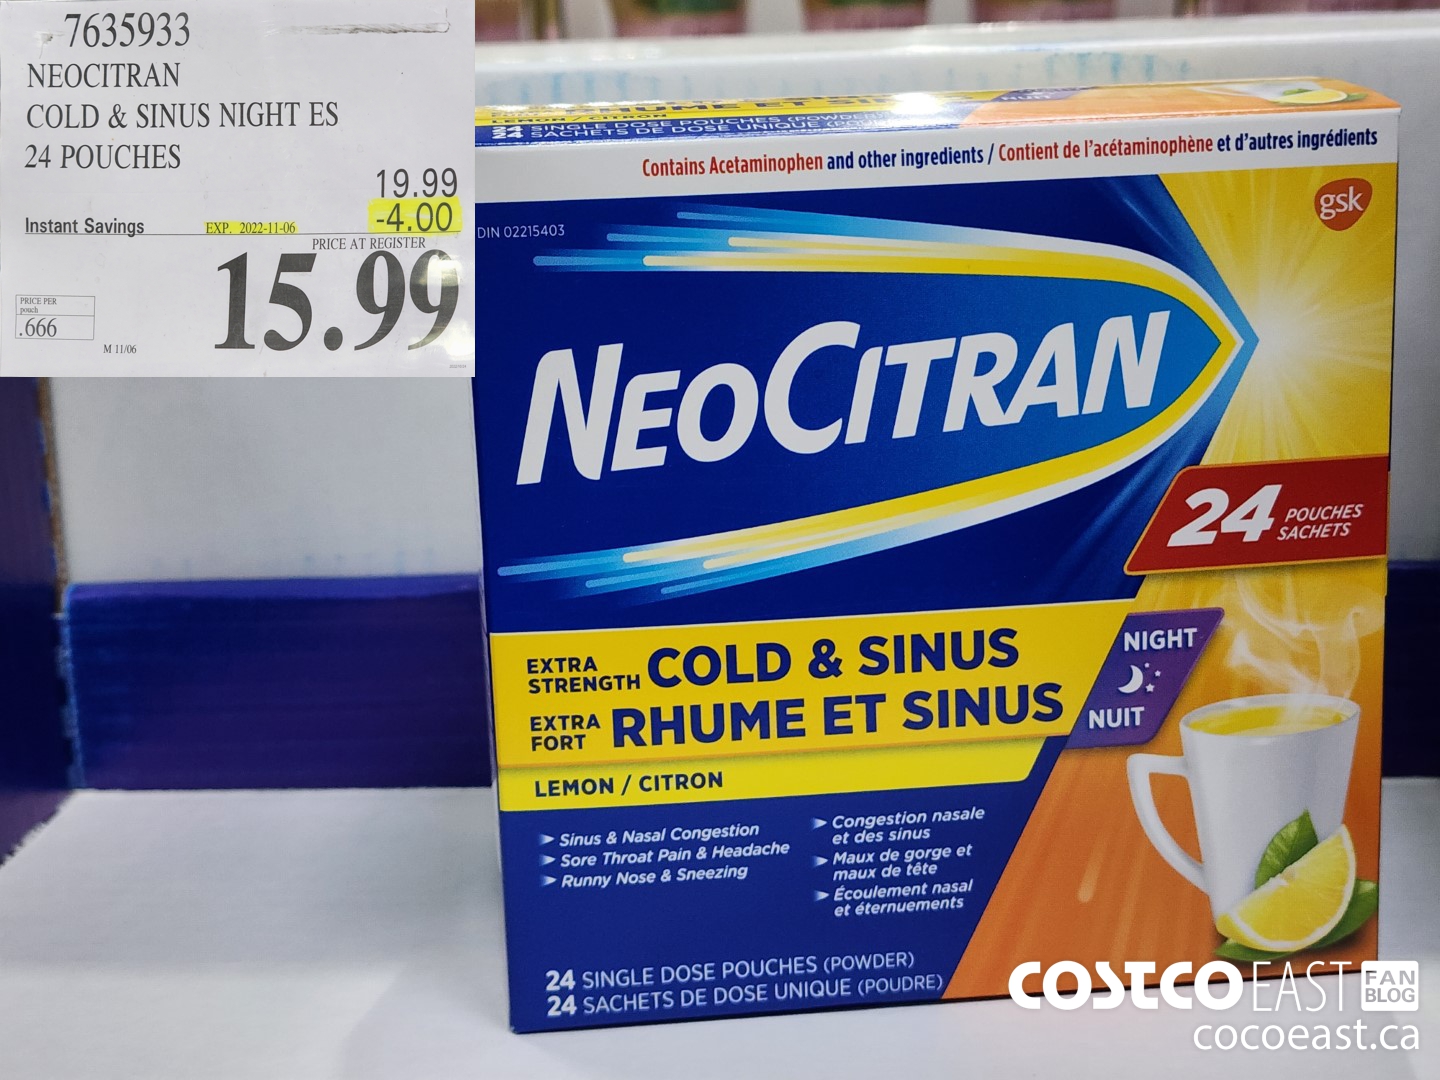 7635933
NEOCITRAN
COLD & SINUS NIGHT ES
24 POUCHES
19.99
Instant Savings EXP. 2022-11-06 -4.00
PRICE AT REGISTER
15.99
PRICE PER
pouch
.666
M 11/06
LEMON / CITRON
24 SINGLE DOSE POUCHES (POWDER)
24 SACHETS DE DOSE UNIQUE
NUIT
Contains Acetaminophen and other ingredients / Contient de l'acétaminophène et d'autres ingrédients
gsk
DIN 02215403
NEOCITRAN
24 POUCHES
SACHETS
EXTRA
STRENGTH COLD & SINUS
EXTRA
FORT RHUME ET SINUS
NIGHT
NUIT
LEMON / CITRON
➤ Sinus & Nasal Congestion
➤ Sore Throat Pain & Headache
➤ Runny Nose & Sneezing
➤ Congestion nasale
et des sinus
➤ Maux de gorge et
maux de tête
➤ Écoulement nasal
et éternuements
24 SINGLE DOSE POUCHES (POWDER)
24 SACHETS DE DOSE UNIQUE (POUDRE)
COSTCO EAST FAN
BLOG
cocoeast.ca